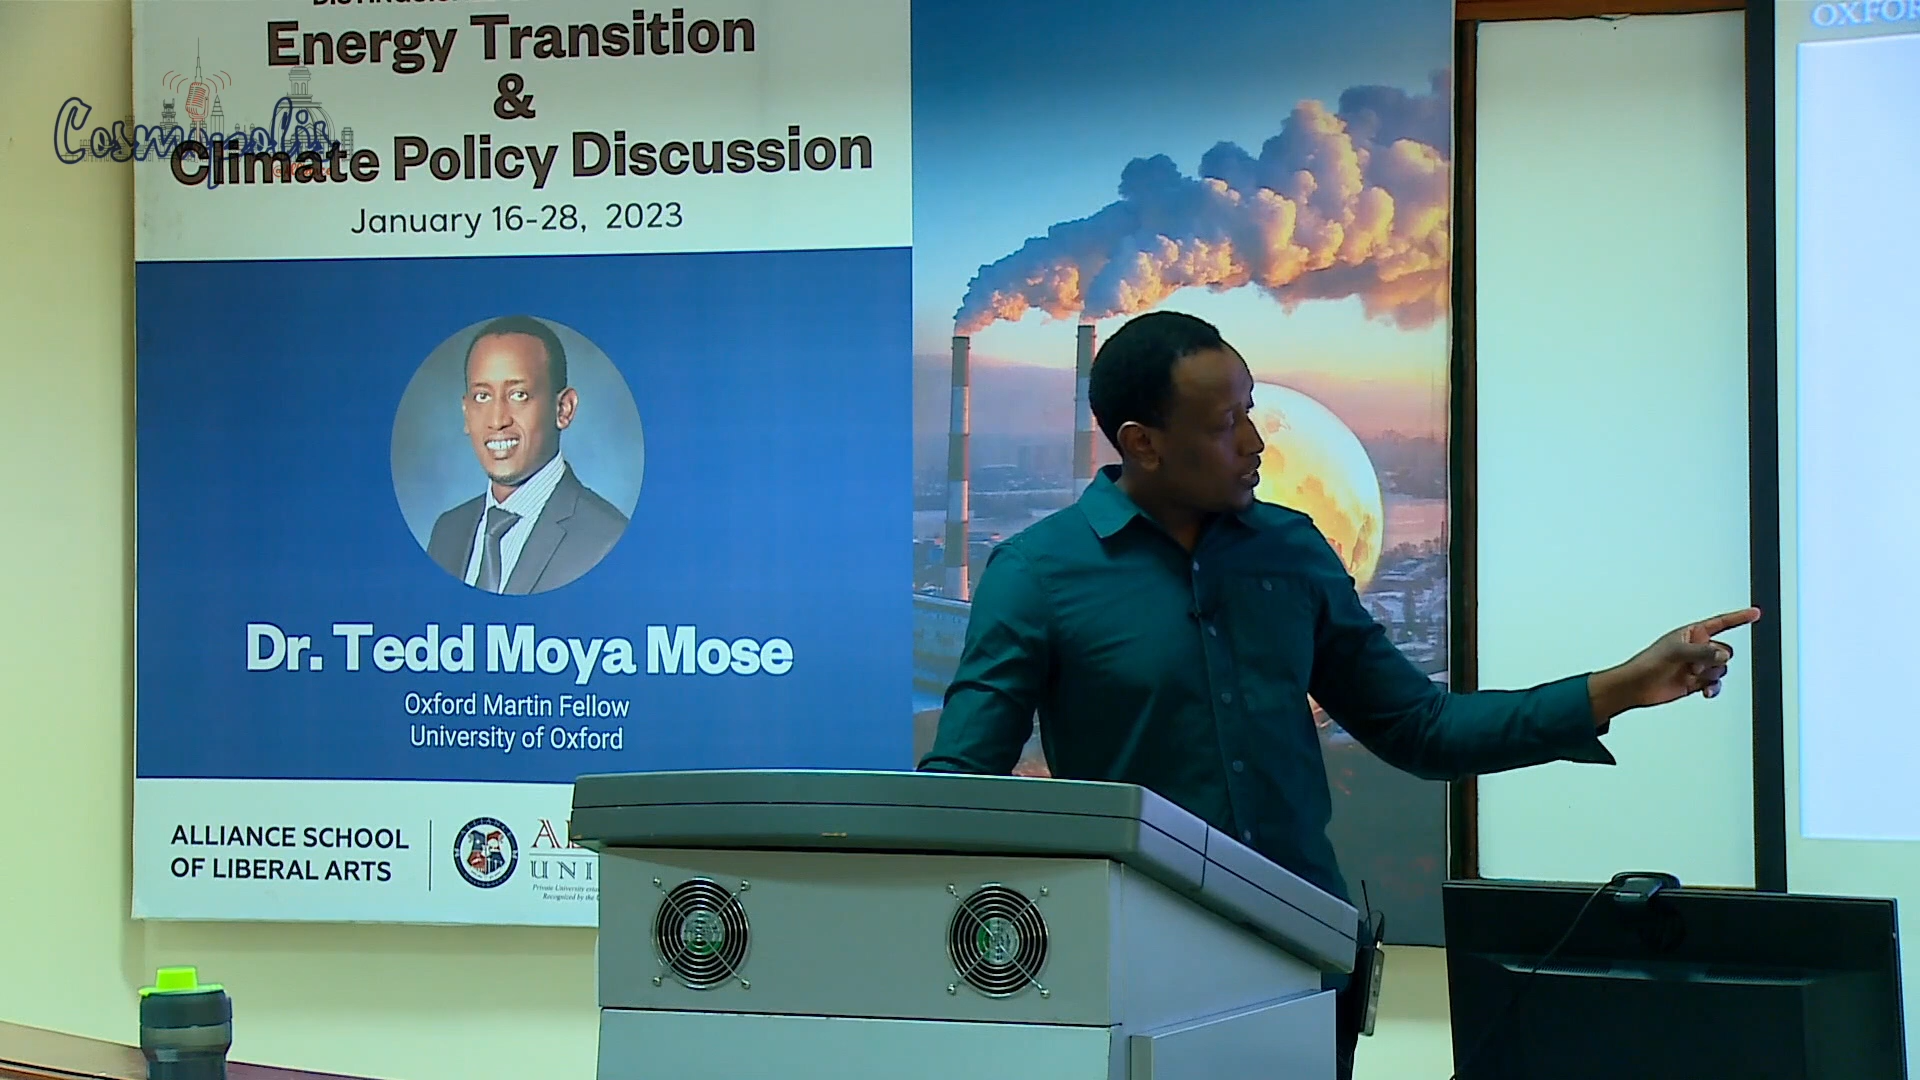 Energy Transition
&
Climate Policy Discussion
January 16-28, 2023
Cosmopolis
Dr. Tedd Moya Mose
Oxford Martin Fellow
University of Oxford
ALLIANCE SCHOOL
OF LIBERAL ARTS